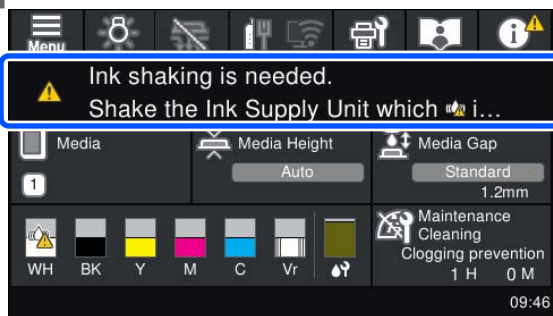 Menu
Ink shaking is needed.
Shake the Ink Supply Unit which i...
Media
1
Media Height
Auto
Media Gap
Standard
1.2mm
WH BK Y M C Vr
Maintenance
Cleaning
Clogging prevention
1 H 0 M
09:46